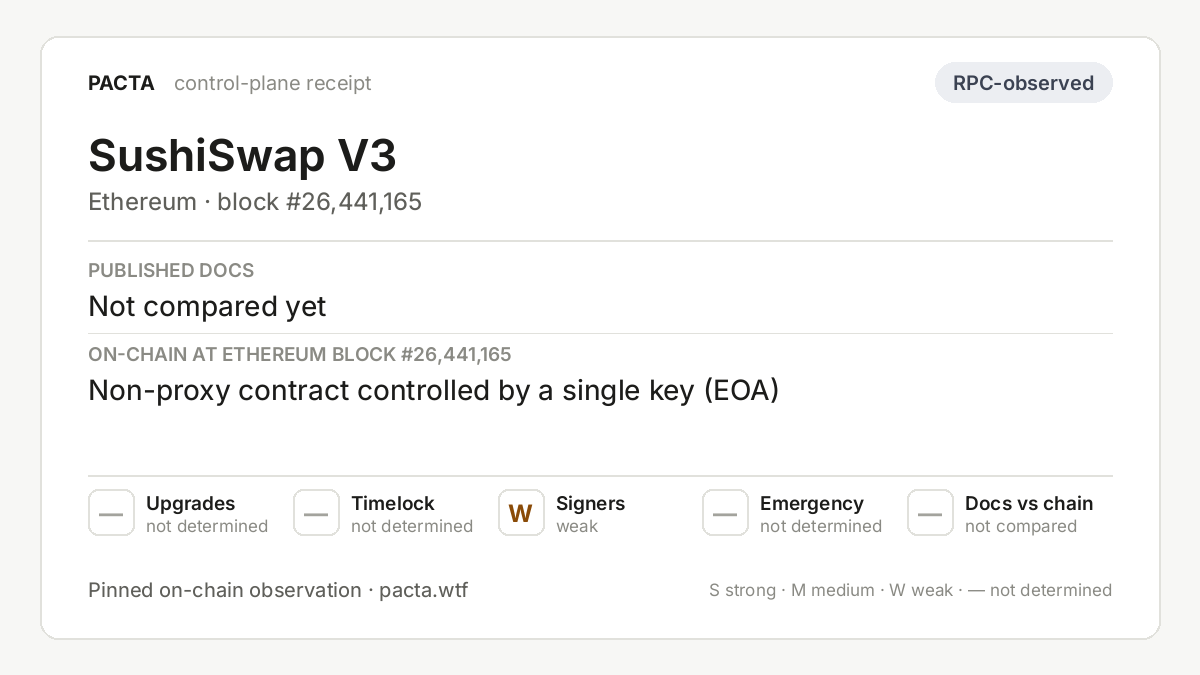 PACTA control-plane receipt
RPC-observed
SushiSwap V3
Ethereum · block #26,441,165
PUBLISHED DOCS
Not compared yet
ON-CHAIN AT ETHEREUM BLOCK #26,441,165
Non-proxy contract controlled by a single key (EOA)
— Upgrades
not determined
— Timelock
not determined
W Signers
weak
— Emergency
not determined
— Docs vs chain
not compared
Pinned on-chain observation · pacta.wtf
S strong · M medium · W weak · — not determined